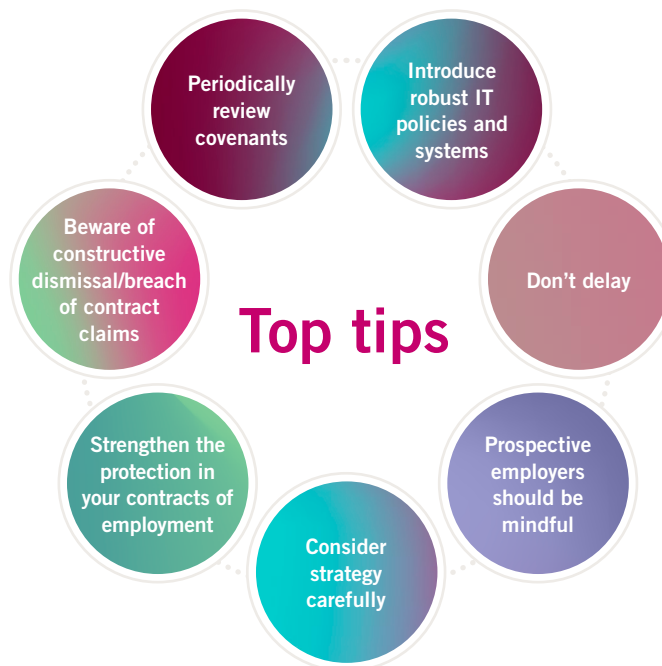 Periodically
review
covenants
Introduce
robust IT
policies and
systems
Beware of
constructive
dismissal/breach
of contract
claims
Don’t delay
Top tips
Strengthen the
protection in
your contracts of
employment
Prospective
employers
should be
mindful
Consider
strategy
carefully